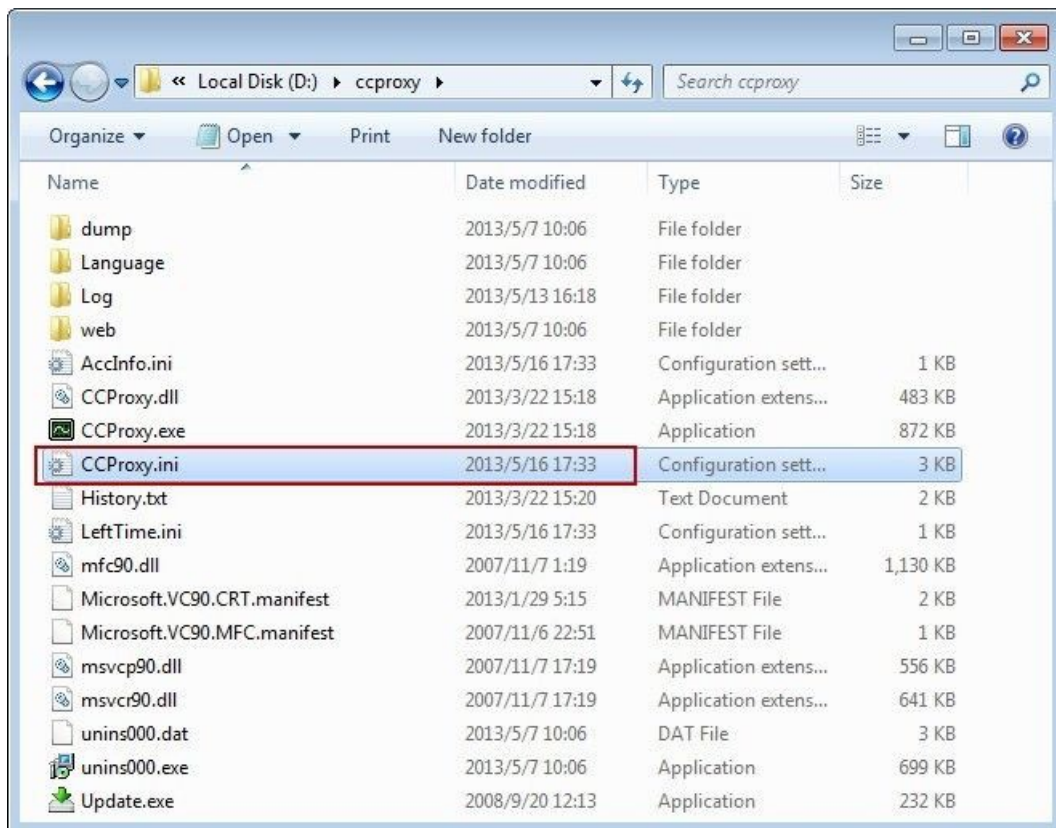 « Local Disk (D:) ▸ ccproxy ▸ Search ccproxy
Organize ▾ Open ▾ Print New folder
Name Date modified Type Size
dump 2013/5/7 10:06 File folder
Language 2013/5/7 10:06 File folder
Log 2013/5/13 16:18 File folder
web 2013/5/7 10:06 File folder
AccInfo.ini 2013/5/16 17:33 Configuration sett... 1 KB
CCProxy.dll 2013/3/22 15:18 Application extens... 483 KB
CCProxy.exe 2013/3/22 15:18 Application 872 KB
CCProxy.ini 2013/5/16 17:33 Configuration sett... 3 KB
History.txt 2013/3/22 15:20 Text Document 2 KB
LeftTime.ini 2013/5/16 17:33 Configuration sett... 1 KB
mfc90.dll 2007/11/7 1:19 Application extens... 1,130 KB
Microsoft.VC90.CRT.manifest 2013/1/29 5:15 MANIFEST File 2 KB
Microsoft.VC90.MFC.manifest 2007/11/6 22:51 MANIFEST File 1 KB
msvcp90.dll 2007/11/7 17:19 Application extens... 556 KB
msvcr90.dll 2007/11/7 17:19 Application extens... 641 KB
unins000.dat 2013/5/7 10:06 DAT File 3 KB
unins000.exe 2013/5/7 10:06 Application 699 KB
Update.exe 2008/9/20 12:13 Application 232 KB